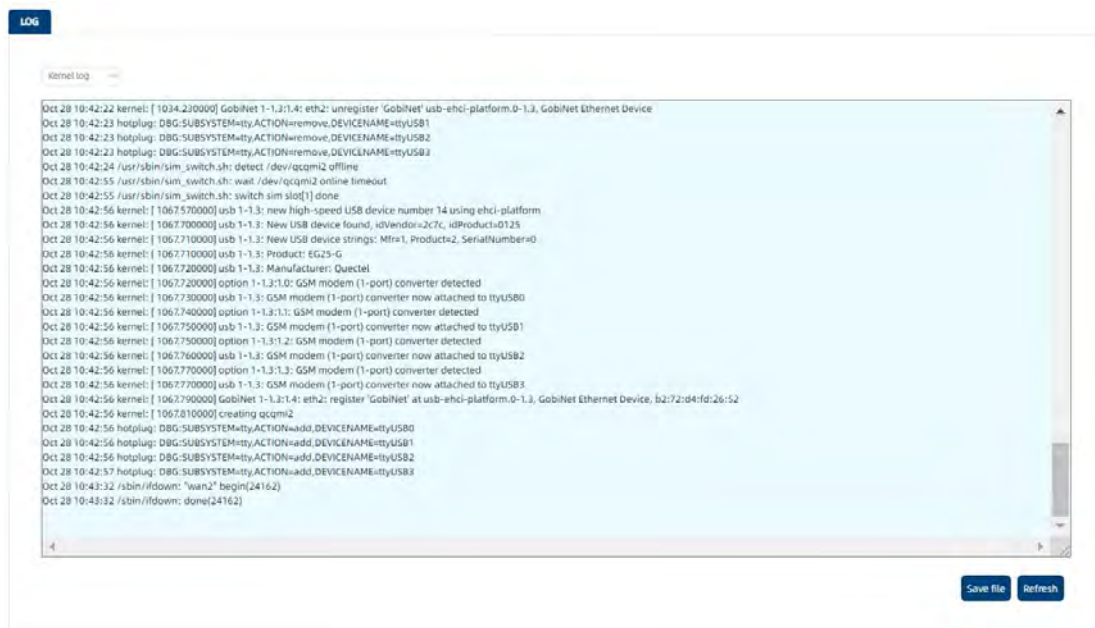 LOG
Kernel log
Oct 28 10:42:22 kernel: [ 1034.230000] GobiNet 1-1.3:1.4: eth2: unregister 'GobiNet' usb-ehci-platform.0-1.3, GobiNet Ethernet Device
Oct 28 10:42:23 hotplug: DBG:SUBSYSTEM=tty,ACTION=remove,DEVICENAME=ttyUSB1
Oct 28 10:42:23 hotplug: DBG:SUBSYSTEM=tty,ACTION=remove,DEVICENAME=ttyUSB2
Oct 28 10:42:23 hotplug: DBG:SUBSYSTEM=tty,ACTION=remove,DEVICENAME=ttyUSB3
Oct 28 10:42:24 /usr/sbin/sim_switch.sh: detect /dev/qcqmi2 offline
Oct 28 10:42:55 /usr/sbin/sim_switch.sh: wait /dev/qcqmi2 online timeout
Oct 28 10:42:55 /usr/sbin/sim_switch.sh: switch sim slot[1] done
Oct 28 10:42:56 kernel: [ 1067.570000] usb 1-1.3: new high-speed USB device number 14 using ehci-platform
Oct 28 10:42:56 kernel: [ 1067.700000] usb 1-1.3: New USB device found, idVendor=2c7c, idProduct=0125
Oct 28 10:42:56 kernel: [ 1067.710000] usb 1-1.3: New USB device strings: Mfr=1, Product=2, SerialNumber=0
Oct 28 10:42:56 kernel: [ 1067.710000] usb 1-1.3: Product: EG25-G
Oct 28 10:42:56 kernel: [ 1067.720000] usb 1-1.3: Manufacturer: Quectel
Oct 28 10:42:56 kernel: [ 1067.720000] option 1-1.3:1.0: GSM modem (1-port) converter detected
Oct 28 10:42:56 kernel: [ 1067.730000] usb 1-1.3: GSM modem (1-port) converter now attached to ttyUSB0
Oct 28 10:42:56 kernel: [ 1067.740000] option 1-1.3:1.1: GSM modem (1-port) converter detected
Oct 28 10:42:56 kernel: [ 1067.750000] usb 1-1.3: GSM modem (1-port) converter now attached to ttyUSB1
Oct 28 10:42:56 kernel: [ 1067.750000] option 1-1.3:1.2: GSM modem (1-port) converter detected
Oct 28 10:42:56 kernel: [ 1067.760000] usb 1-1.3: GSM modem (1-port) converter now attached to ttyUSB2
Oct 28 10:42:56 kernel: [ 1067.770000] option 1-1.3:1.3: GSM modem (1-port) converter detected
Oct 28 10:42:56 kernel: [ 1067.770000] usb 1-1.3: GSM modem (1-port) converter now attached to ttyUSB3
Oct 28 10:42:56 kernel: [ 1067.790000] GobiNet 1-1.3:1.4: eth2: register 'GobiNet' at usb-ehci-platform.0-1.3, GobiNet Ethernet Device, b2:72:d4:fd:26:52
Oct 28 10:42:56 kernel: [ 1067.810000] creating qcqmi2
Oct 28 10:42:56 hotplug: DBG:SUBSYSTEM=tty,ACTION=add,DEVICENAME=ttyUSB0
Oct 28 10:42:56 hotplug: DBG:SUBSYSTEM=tty,ACTION=add,DEVICENAME=ttyUSB1
Oct 28 10:42:56 hotplug: DBG:SUBSYSTEM=tty,ACTION=add,DEVICENAME=ttyUSB2
Oct 28 10:42:57 hotplug: DBG:SUBSYSTEM=tty,ACTION=add,DEVICENAME=ttyUSB3
Oct 28 10:43:32 /sbin/ifdown: "wan2" begin(24162)
Oct 28 10:43:32 /sbin/ifdown: done(24162)
Save file
Refresh